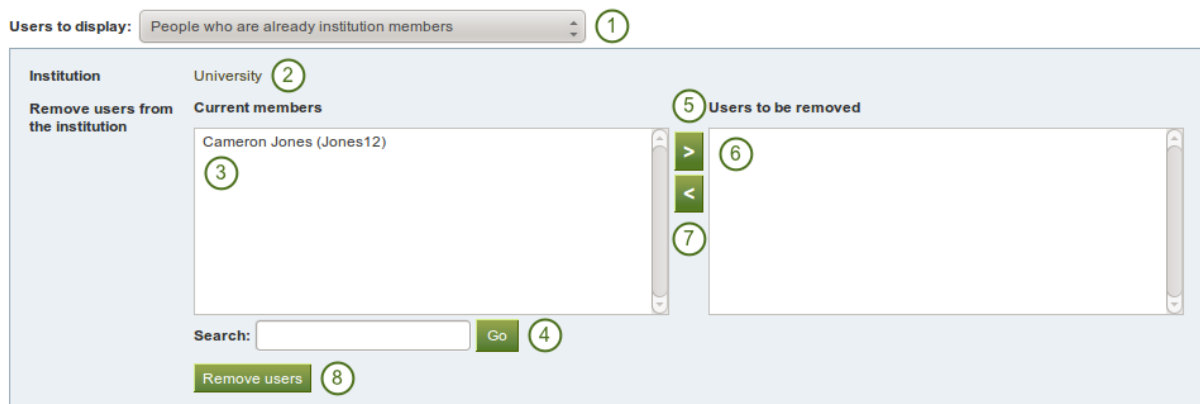 Users to display: People who are already institution members 1
Institution University 2
Remove users from the institution Current members 5 Users to be removed
Cameron Jones (Jones12) > 6
3 <
7
Search: Go 4
Remove users 8